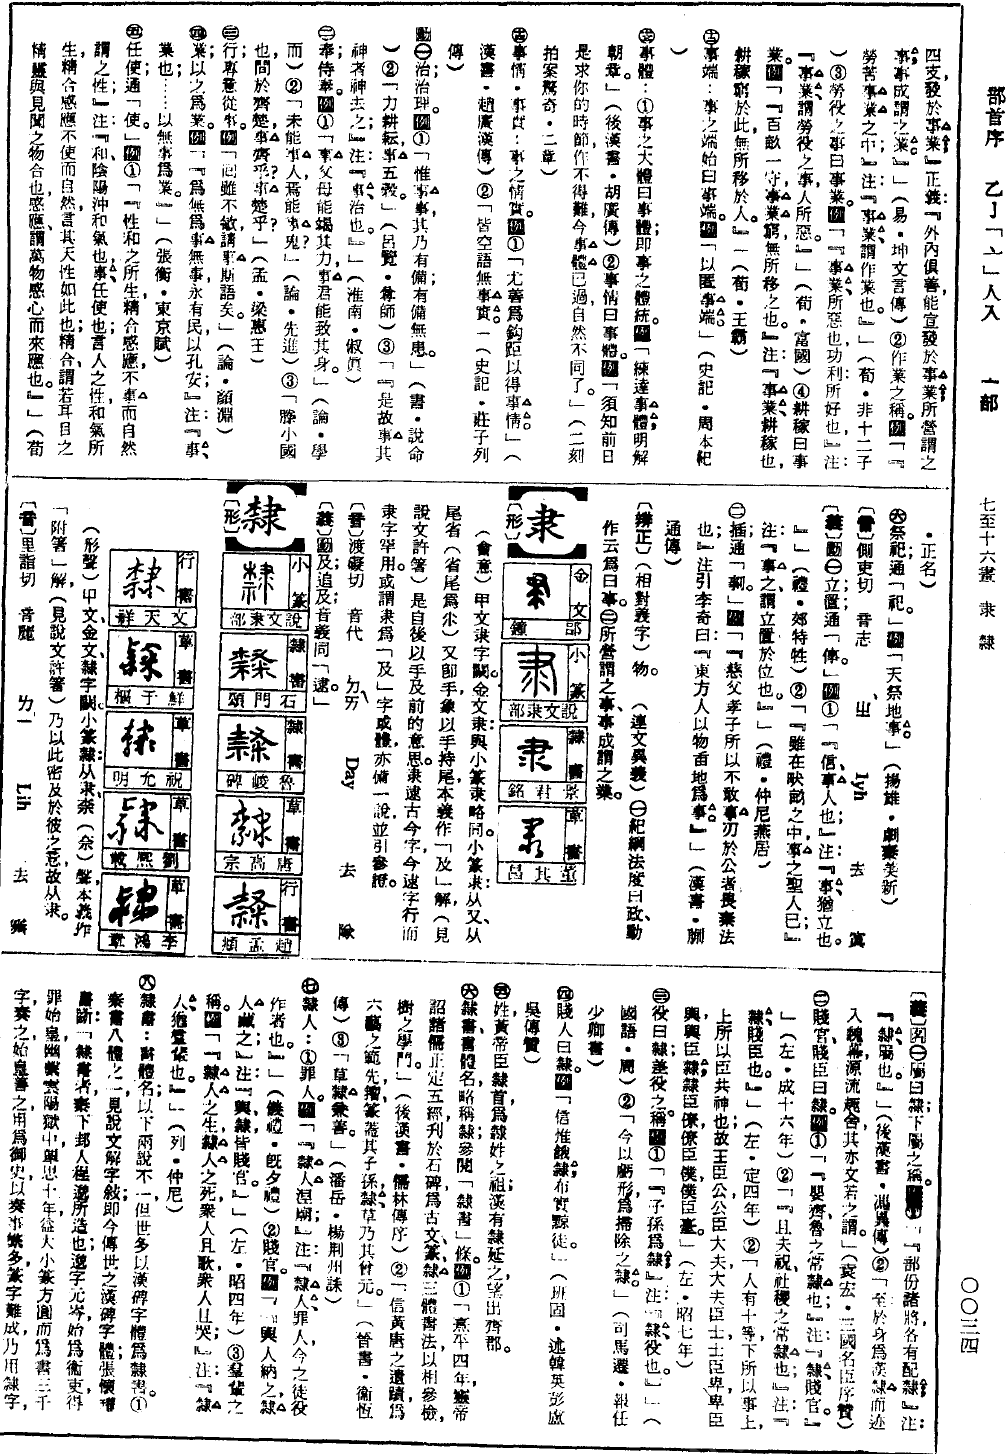 部首序　乙亅「亠」人入　一部　七至十六畫　隶　隸　〇〇三四
四支發於事業』正義『外內俱善能宣發於事業所營謂之
事事成謂之業』」（易・坤文言傳）②作業之稱。例「『
勞苦事業之中』注『事業謂作業也。』」（荀・非十二子
）③勞役之事曰事業。例「『事業所惡也功利所好也』注
『事業謂勞役之事人所惡。』」（荀・富國）④耕稼曰事
業。例「『百畝一守事業窮無所移之也。』注『事業耕稼也，
耕稼窮於此無所移於人。』」（荀・王霸）
事端：事之端始曰事端。例「以匿事端」（史記・周本紀
）
事體：①事之大體曰事體即事之體統。例「練達事體明解
朝章。」（後漢書・胡廣傳）②事情曰事體。例「須知前日
是求你的時節作不得難今事體已過自然不同了。」（二刻
拍案驚奇・二章）
事情・事實：事之情實。例①「尤善爲鈎距以得事情」（
漢書・趙廣漢傳）②「皆空語無事實」（史記・莊子列
傳）
動㊀治；治理。例①「惟事事其乃有備有備無患。」（書・說命
）②「力耕耘事五穀。」（呂覽・尊師）③「『是故事其
神者神去之』注『事治也。』」（淮南・俶真）
㊁奉侍奉。例①「事父母能竭其力事君能致其身。」（論・學
而）②「未能事人焉能事鬼」（論・先進）③「滕小國
也，間於齊楚事齊乎？事楚乎？」（孟・梁惠王）
㊂行專意從事。例「回雖不敏請事斯語矣」（論・顏淵）
㊃業以之爲業。例「『爲無爲事無事永有民以孔安』注『事，
業也；……以無事爲業。』」（張衡・東京賦）
㊄任使通「使」。例①「『性和之所生精合感應不事而自然
謂之性』注『和陰陽沖和氣也事任使也言人之性和氣所
生精合感應不使而自然言其天性如此也精合謂若耳目之
精靈與見聞之物合也感應謂萬物感心而來應也。』」（荀
・正名）
㊅祭祀通「祀。」例「天祭地事」（揚雄・劇秦美新）
〔音〕側吏切　音志　ㄓ　Jyh　去　寘
〔義〕動㊀立置通「倳。」例①「『信事人也』注『事猶立也。
』」（禮・郊特牲）②「『雖在畎畝之中事之聖人已』
注『事之謂立置於位也。』」（禮・仲尼燕居）
㊁插通「剚」例「『慈父孝子所以不敢事刃於公者畏秦法
也』注引李奇曰『東方人以物臿地爲事』」（漢書・蒯
通傳）
〔辨正〕（相對義字）物。　（連文異義）㊀紀綱法度曰政動
作云爲曰事。㊁所營謂之事事成謂之業。
隶
〔形〕
金文　郘鐘
小篆　說文隶部
隸書　景君銘
草書　董其昌
（會意）甲文隶字闕。金文隶與小篆隶略同。小篆隶：从又、从
尾省（省尾爲尒）又卽手象以手持尾本義作「及」解（見
說文許箸）是自後以手及前的意思。隶逮古今字今逮字行而
隶字罕用。或謂隶爲「及」字或體亦備一說並引參證。
〔音〕渡礙切　音代　ㄉㄞ　Day　去　隊
〔義〕動及追及音義同「逮。」
隸
〔形〕
小篆　說文隶部
隸書　石門頌
隸書　魯峻碑
草書　唐高宗
行書　趙孟頫
行書　文天祥
草書　鮮于樞
草書　祝允明
草書　劉熙載
草書　李鴻章
（形聲）甲文、金文隸字闕。小篆隸从隶柰（奈）聲本義作
「附箸」解（見說文許箸）乃以此密及於彼之意故从隶。
〔音〕里詣切　音麗　ㄌㄧ　Lih　去　霽
〔義〕名㊀屬曰隸下屬之稱。例①「『部份諸將各有配隸』注：
『隸屬也』」（後漢書・馮異傳）②「至於身爲漢隸而迹
入魏幕源流趣舍其亦文若之謂。」（袁宏・三國名臣序贊）
㊁賤官賤臣曰隸。例①「『嬰齊魯之常隸也』注『隸賤官』
」（左・成十六年）②「『且夫祝社稷之常隸也』注『
隸賤臣也。』」（左・定四年）②「人有十等下所以事上，
上所以臣共神也故王臣公公臣大夫大夫臣士士臣皁皁臣
輿輿臣隸隸臣僚僚臣僕僕臣臺。」（左・昭七年）
㊂役曰隸；差役之稱。例①「『子孫爲隸』注『隸役也』」（
國語・周）②「今以虧形爲掃除之隸」（司馬遷・報任
少卿書）
㊃賤人曰隸。例「信惟餓隸布實黥徒」（班固・述韓英彭盧
吳傳贊）
㊄姓黃帝臣隸首爲隸姓之祖漢有隸延之望出齊郡。
㊅隸書書體名略稱隸參閱「隸書」條。例①「熹平四年靈帝
詔諸儒正定五經刊於石碑爲古文篆隸三體書法以相參檢，
樹之學門。」（後漢書・儒林傳序）②「信黃唐之遺蹟爲
六藝之範先籀篆蓋其子孫隸草乃其曾玄。」（晉書・衞恆
傳）③「草隸兼善」（潘岳・楊荆州誄）
㊆隸人：①罪人。例「『隸人涅廁』注『隸人罪人今之徒役
作者也。』」（儀禮・旣夕禮）②賤官。例「『輿人納之隸
人藏之』注『輿隸皆賤官。』」（左・昭四年）③羣輩之
稱。例「『隸人之生隸人之死衆人且歌衆人且哭』注『隸
人猶羣輩也。』」（列・仲尼）
㊇隸書：書體名以下兩說不一但世多以漢碑字體爲隸書。①
秦書八體之一見說文解字敍卽今傳世之漢碑字體張懷瓘
書斷「隸書者秦下邽人程邈所造也邈字元岑始爲衞吏得
罪始皇幽繫雲陽獄中覃思十年益大小篆方圓而爲書三千
字奏之始皇善之用爲御史以奏事繁多篆字難成乃用隸字，